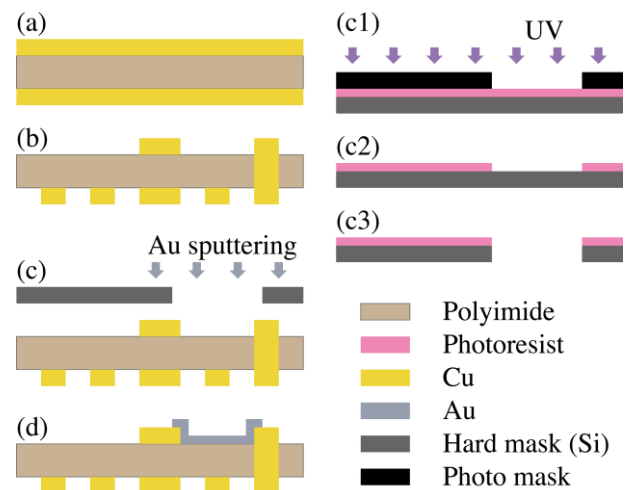 (a)
(b)
Au sputtering
(c)
(d)
(c1)
UV
(c2)
(c3)
Polyimide
Photoresist
Cu
Au
Hard mask (Si)
Photo mask